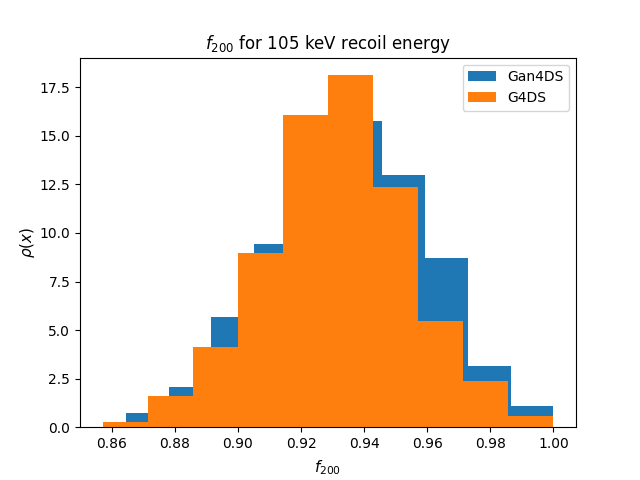 f₂₀₀ for 105 keV recoil energy
Gan4DS
G4DS
ρ(x)
17.5
15.0
12.5
10.0
7.5
5.0
2.5
0.0
0.86 0.88 0.90 0.92 0.94 0.96 0.98 1.00
f₂₀₀